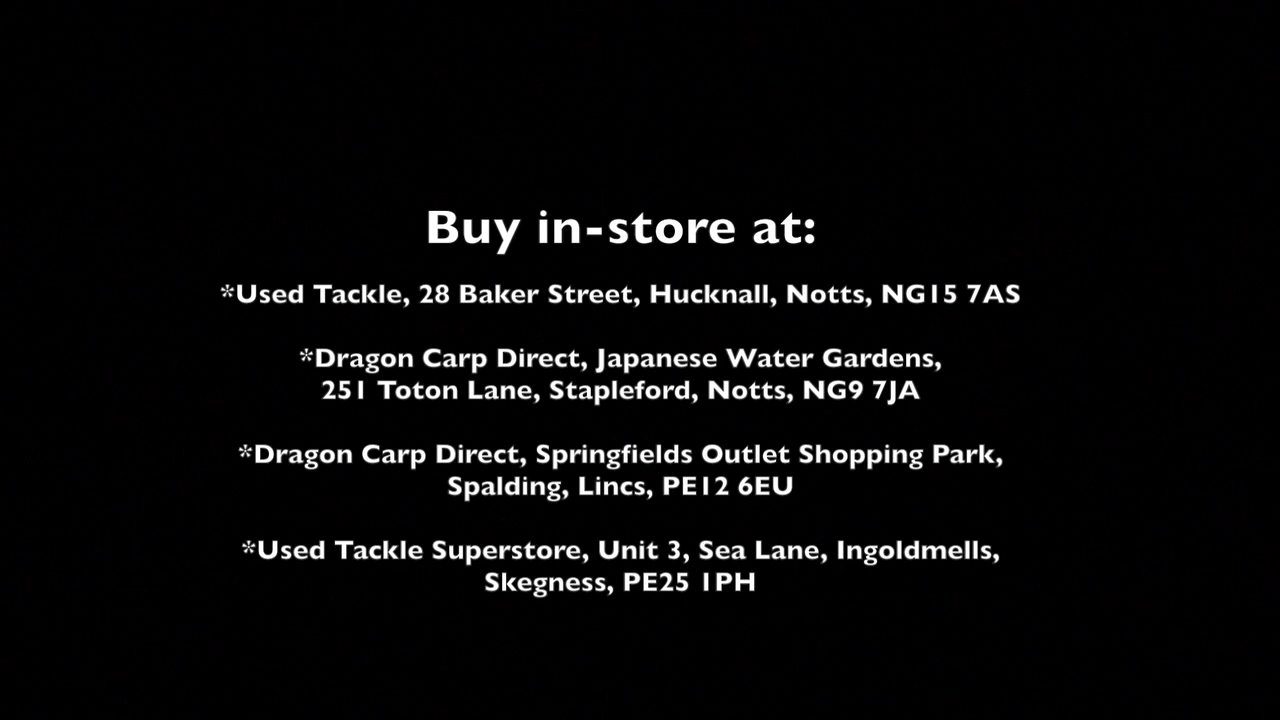 Buy in-store at:
*Used Tackle, 28 Baker Street, Hucknall, Notts, NG15 7AS
*Dragon Carp Direct, Japanese Water Gardens,
251 Toton Lane, Stapleford, Notts, NG9 7JA
*Dragon Carp Direct, Springfields Outlet Shopping Park,
Spalding, Lincs, PE12 6EU
*Used Tackle Superstore, Unit 3, Sea Lane, Ingoldmells,
Skegness, PE25 1PH